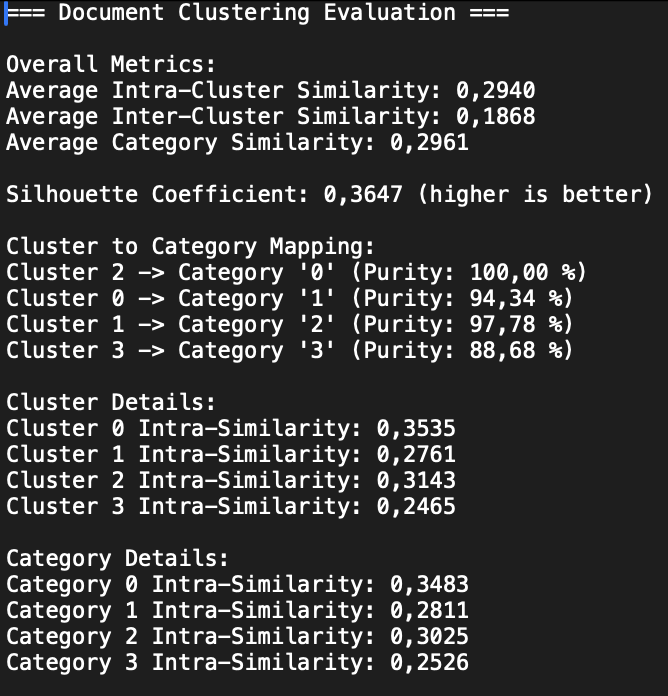 === Document Clustering Evaluation ===
Overall Metrics:
Average Intra-Cluster Similarity: 0,2940
Average Inter-Cluster Similarity: 0,1868
Average Category Similarity: 0,2961
Silhouette Coefficient: 0,3647 (higher is better)
Cluster to Category Mapping:
Cluster 2 -> Category '0' (Purity: 100,00 %)
Cluster 0 -> Category '1' (Purity: 94,34 %)
Cluster 1 -> Category '2' (Purity: 97,78 %)
Cluster 3 -> Category '3' (Purity: 88,68 %)
Cluster Details:
Cluster 0 Intra-Similarity: 0,3535
Cluster 1 Intra-Similarity: 0,2761
Cluster 2 Intra-Similarity: 0,3143
Cluster 3 Intra-Similarity: 0,2465
Category Details:
Category 0 Intra-Similarity: 0,3483
Category 1 Intra-Similarity: 0,2811
Category 2 Intra-Similarity: 0,3025
Category 3 Intra-Similarity: 0,2526